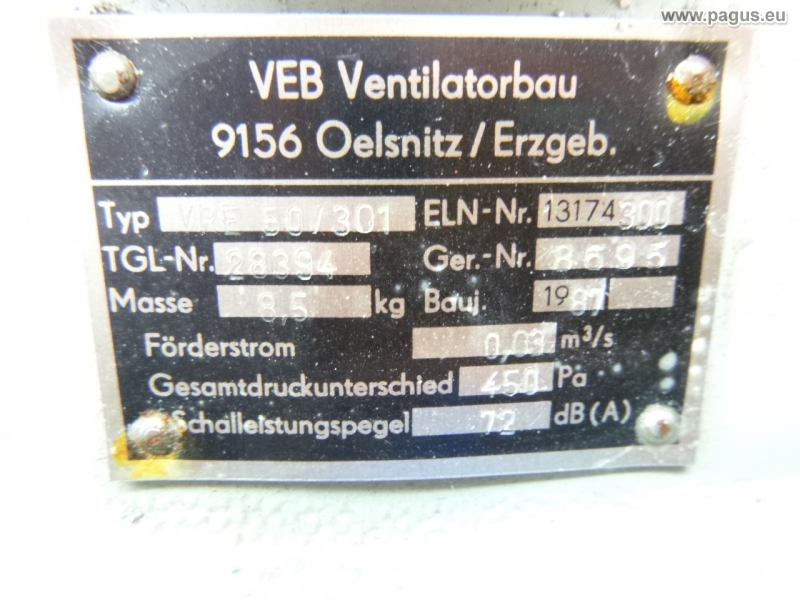 www.pagus.eu
VEB Ventilatorbau
9156 Oelsnitz/Erzgeb.
Typ VRE 50/301 ELN-Nr. 13174300
TGL-Nr. 28394 Ger.-Nr. 8695
Masse 8,5 kg Bauj. 1987
Förderstrom 0,03 m³/s
Gesamtdruckunterschied 450 Pa
Schalleistungspegel 72 dB(A)